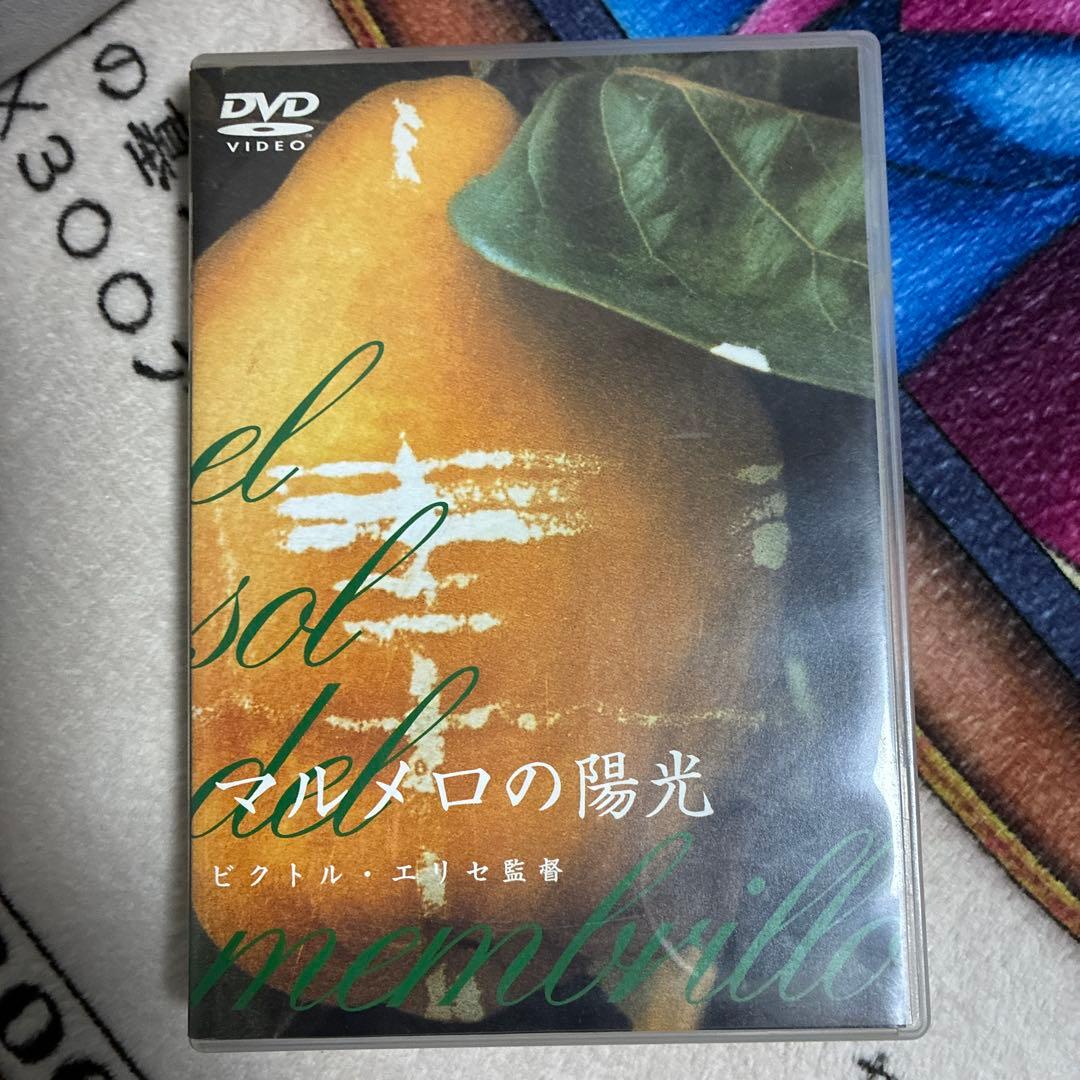 DVD
VIDEO
el
sol
del
マルメロの陽光
ビクトル・エリセ監督
membrillo
x300